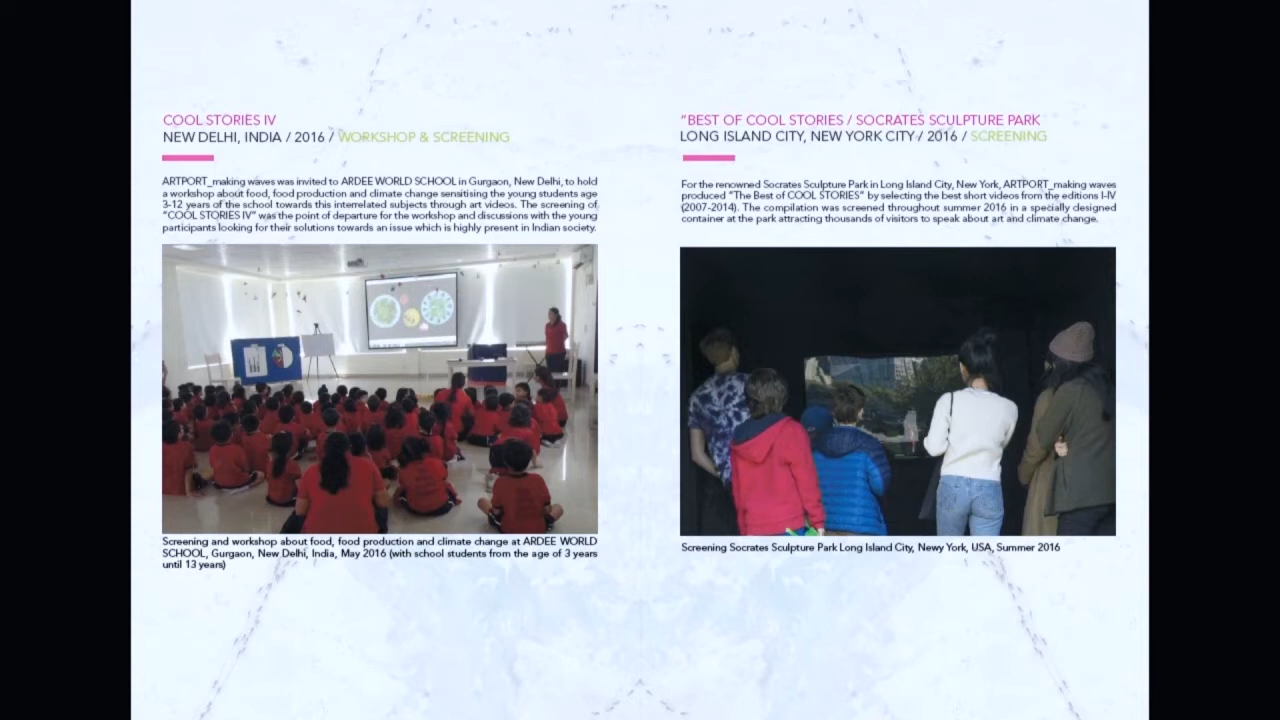 COOL STORIES IV
NEW DELHI, INDIA / 2016 / WORKSHOP & SCREENING
ARTPORT_making waves was invited to ARDEE WORLD SCHOOL in Gurgaon, New Delhi, to hold
a workshop about food, food production and climate change sensitising the young students age
3-12 years of the school towards this interrelated subjects through art videos. The screening of
"COOL STORIES IV" was the point of departure for the workshop and discussions with the young
participants looking for their solutions towards an issue which is highly present in Indian society.
Screening and workshop about food, food production and climate change at ARDEE WORLD
SCHOOL, Gurgaon, New Delhi, India, May 2016 (with school students from the age of 3 years
until 13 years)
"BEST OF COOL STORIES / SOCRATES SCULPTURE PARK
LONG ISLAND CITY, NEW YORK CITY / 2016 / SCREENING
For the renowned Socrates Sculpture Park in Long Island City, New York, ARTPORT_making waves
produced "The Best of COOL STORIES" by selecting the best short videos from the editions I-IV
(2007-2014). The compilation was screened throughout summer 2016 in a specially designed
container at the park attracting thousands of visitors to speak about art and climate change.
Screening Socrates Sculpture Park Long Island City, Newy York, USA, Summer 2016